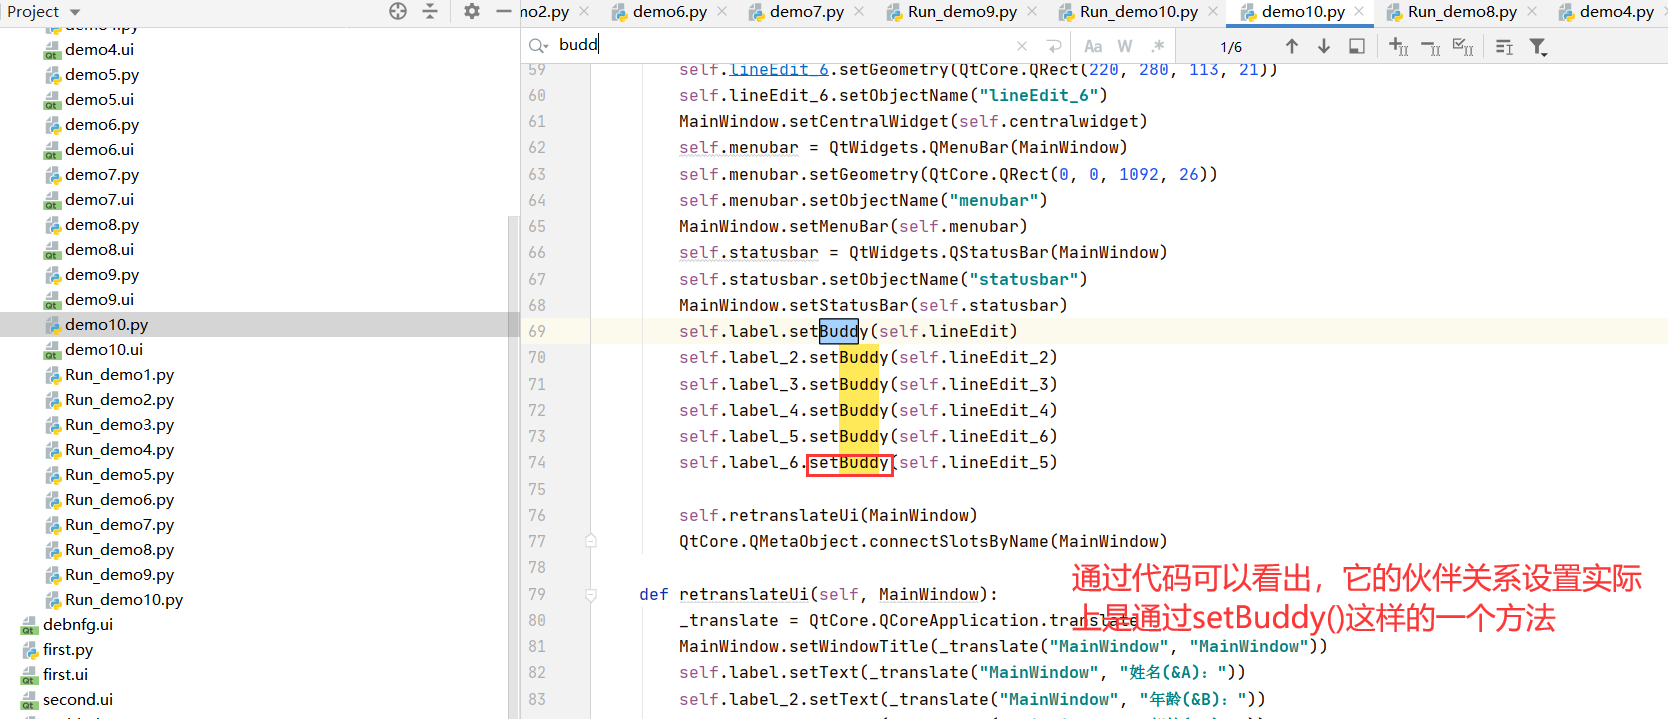 Project
mo2.py demo6.py demo7.py Run_demo9.py Run_demo10.py demo10.py Run_demo8.py demo4.py
budd
Aa W .* 1/6
demo4.py
demo4.ui
demo5.py
demo5.ui
demo6.py
demo6.ui
demo7.py
demo7.ui
demo8.py
demo8.ui
demo9.py
demo9.ui
demo10.py
demo10.ui
Run_demo1.py
Run_demo2.py
Run_demo3.py
Run_demo4.py
Run_demo5.py
Run_demo6.py
Run_demo7.py
Run_demo8.py
Run_demo9.py
Run_demo10.py
debnfg.ui
first.py
first.ui
second.ui
59 self.lineEdit_6.setGeometry(QtCore.QRect(220, 280, 113, 21))
60 self.lineEdit_6.setObjectName("lineEdit_6")
61 MainWindow.setCentralWidget(self.centralwidget)
62 self.menubar = QtWidgets.QMenuBar(MainWindow)
63 self.menubar.setGeometry(QtCore.QRect(0, 0, 1092, 26))
64 self.menubar.setObjectName("menubar")
65 MainWindow.setMenuBar(self.menubar)
66 self.statusbar = QtWidgets.QStatusBar(MainWindow)
67 self.statusbar.setObjectName("statusbar")
68 MainWindow.setStatusBar(self.statusbar)
69 self.label.setBuddy(self.lineEdit)
70 self.label_2.setBuddy(self.lineEdit_2)
71 self.label_3.setBuddy(self.lineEdit_3)
72 self.label_4.setBuddy(self.lineEdit_4)
73 self.label_5.setBuddy(self.lineEdit_6)
74 self.label_6.setBuddy(self.lineEdit_5)
75
76 self.retranslateUi(MainWindow)
77 QtCore.QMetaObject.connectSlotsByName(MainWindow)
78
79 def retranslateUi(self, MainWindow):
80 _translate = QtCore.QCoreApplication.translate
81 MainWindow.setWindowTitle(_translate("MainWindow", "MainWindow"))
82 self.label.setText(_translate("MainWindow", "姓名(&A)："))
83 self.label_2.setText(_translate("MainWindow", "年龄(&B)："))
通过代码可以看出，它的伙伴关系设置实际
上是通过setBuddy()这样的一个方法